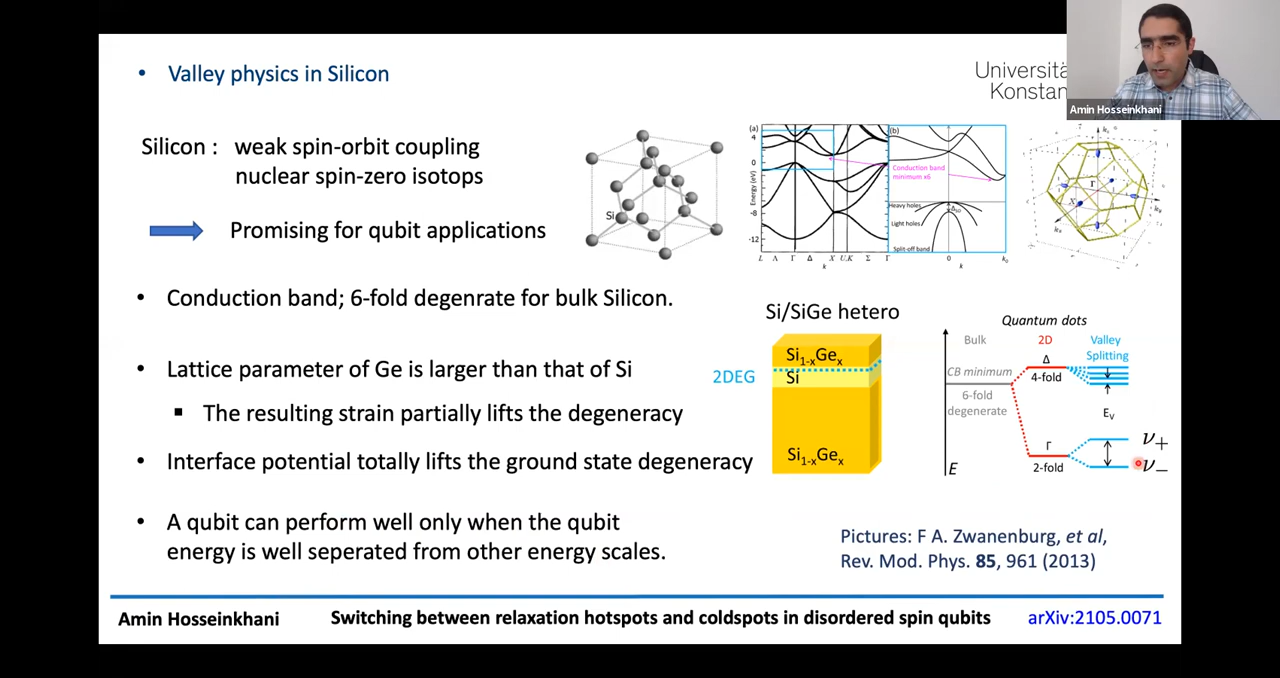 Valley physics in Silicon
Universitä
Konstan
Amin Hosseinkhani
Silicon : weak spin-orbit coupling
nuclear spin-zero isotops
Promising for qubit applications
Si
(a)
4
0
-8
-12
Energy (eV)
L Λ Γ Δ X U,K Σ Γ
k
(b)
Conduction band
minimum x6
Heavy holes
Light holes
Split-off band
0
k
Γ
X
• Conduction band; 6-fold degenrate for bulk Silicon.
• Lattice parameter of Ge is larger than that of Si
▪ The resulting strain partially lifts the degeneracy
• Interface potential totally lifts the ground state degeneracy
• A qubit can perform well only when the qubit
energy is well seperated from other energy scales.
Si/SiGe hetero
Si1-xGex
2DEG
Si
Si1-xGex
Quantum dots
Bulk
2D
Valley
Splitting
CB minimum
6-fold
degenerate
Δ
4-fold
EV
Γ
2-fold
E
ν+
ν−
Pictures: F A. Zwanenburg, et al,
Rev. Mod. Phys. 85, 961 (2013)
Amin Hosseinkhani
Switching between relaxation hotspots and coldspots in disordered spin qubits
arXiv:2105.0071